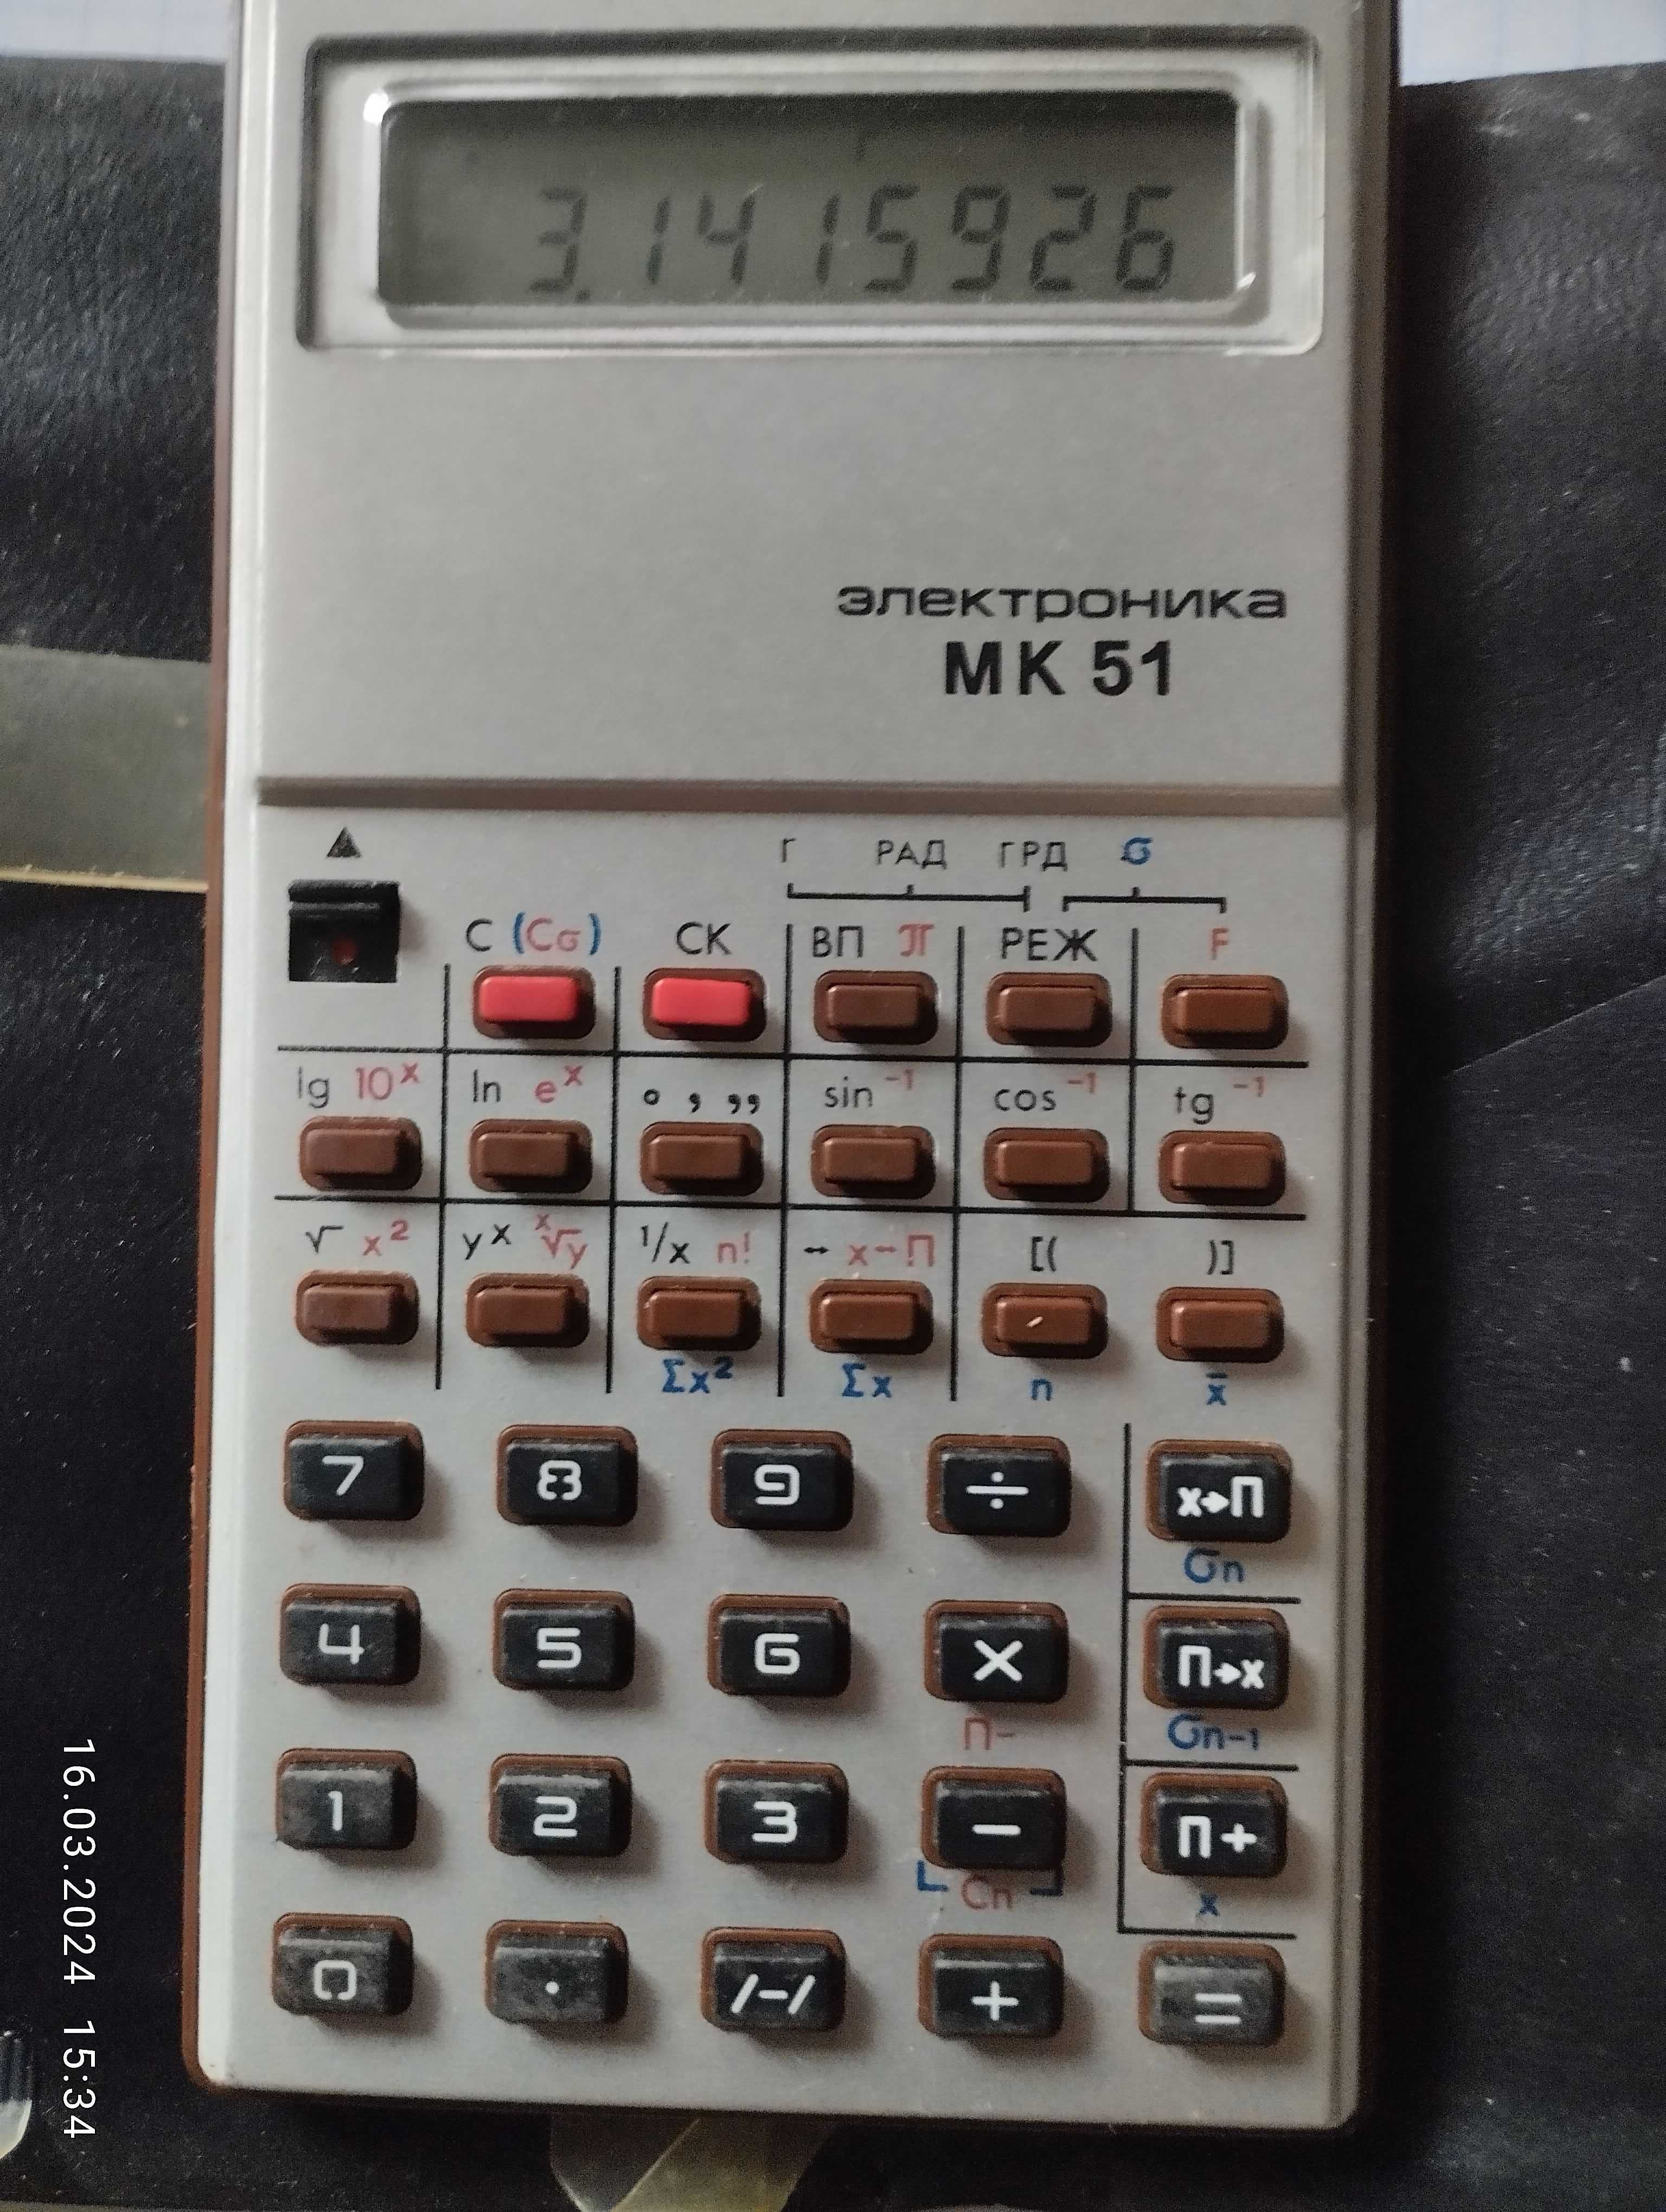 3.1415926
электроника
МК 51
Г РАД ГРД σ
С (Сσ) СК ВП π РЕЖ F
lg 10ˣ ln eˣ ° , ,, sin ⁻¹ cos ⁻¹ tg ⁻¹
√ x² yˣ ˣ√y 1/x n! ↔ x↔П [( )]
Σx² Σx n x̄
7 8 9 ÷ x→П
σn
4 5 6 × П→x
П- σn-1
1 2 3 − П+
Сп x
0 · /-/ + =
16.03.2024 15:34